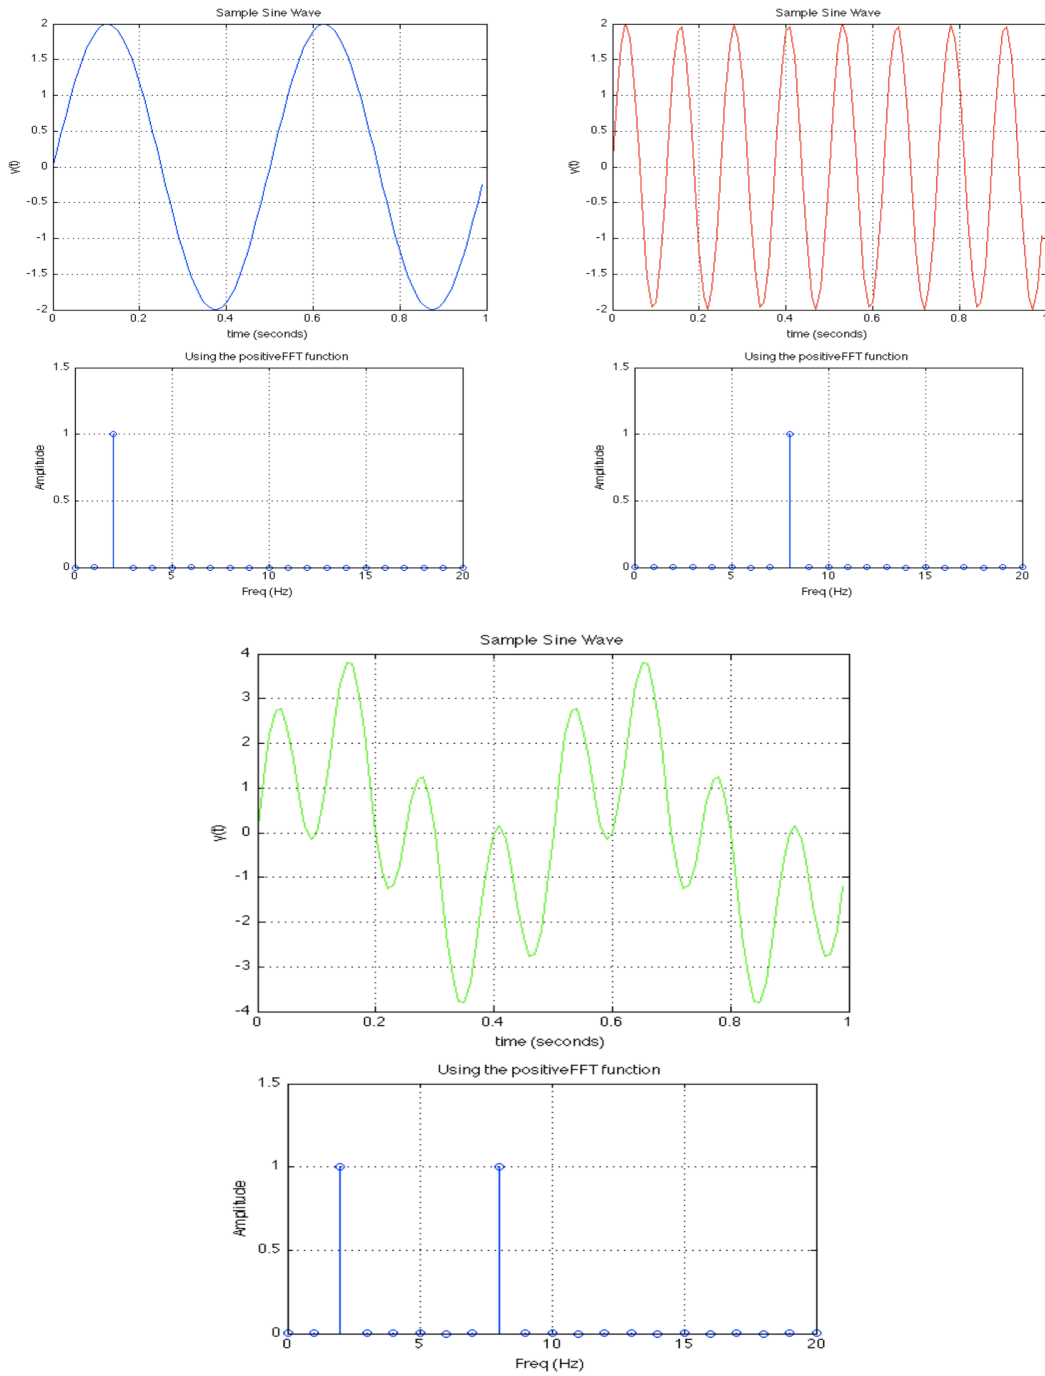 Sample Sine Wave
2
1.5
1
0.5
0
-0.5
-1
-1.5
-2
y(t)
0 0.2 0.4 0.6 0.8 1
time (seconds)
Sample Sine Wave
2
1.5
1
0.5
0
-0.5
-1
-1.5
-2
y(t)
0 0.2 0.4 0.6 0.8 1
time (seconds)
Using the positiveFFT function
1.5
1
0.5
0
Amplitude
0 5 10 15 20
Freq (Hz)
Using the positiveFFT function
1.5
1
0.5
0
Amplitude
0 5 10 15 20
Freq (Hz)
Sample Sine Wave
4
3
2
1
0
-1
-2
-3
-4
y(t)
0 0.2 0.4 0.6 0.8 1
time (seconds)
Using the positiveFFT function
1.5
1
0.5
0
Amplitude
0 5 10 15 20
Freq (Hz)